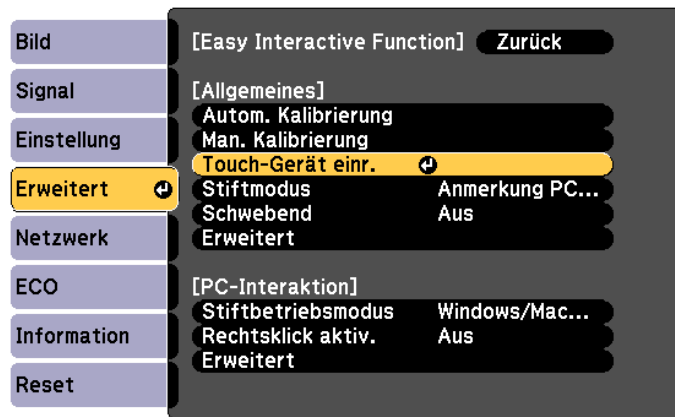 Bild
Signal
Einstellung
Erweitert
Netzwerk
ECO
Information
Reset
[Easy Interactive Function] Zurück
[Allgemeines]
Autom. Kalibrierung
Man. Kalibrierung
Touch-Gerät einr.
Stiftmodus Anmerkung PC...
Schwebend Aus
Erweitert
[PC-Interaktion]
Stiftbetriebsmodus Windows/Mac...
Rechtsklick aktiv. Aus
Erweitert